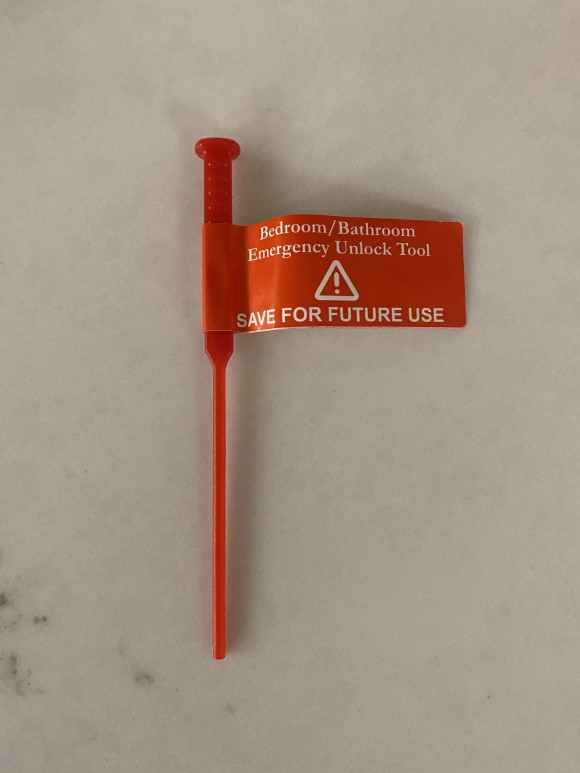 Bedroom/Bathroom
Emergency Unlock Tool
SAVE FOR FUTURE USE